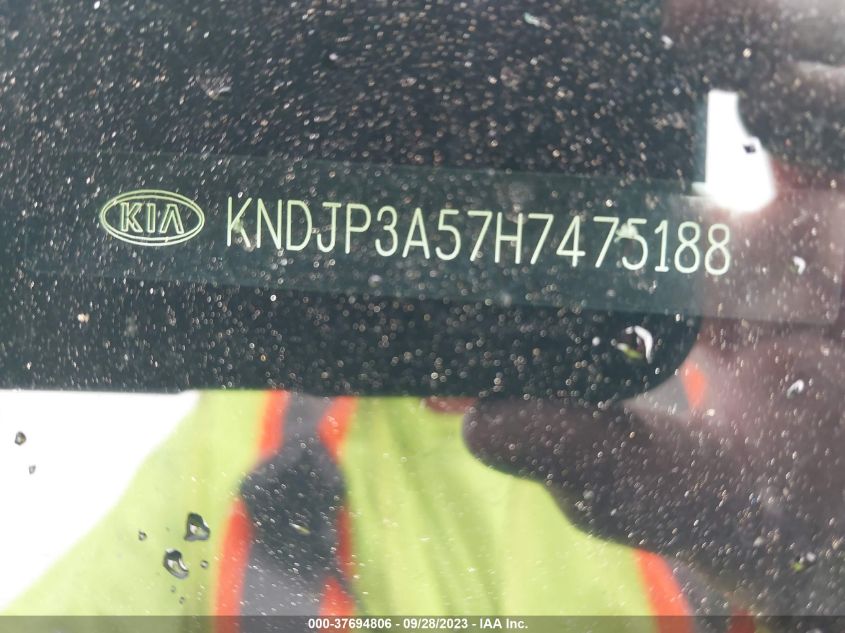 KIA KNDJP3A57H7475188
000-37694806 - 09/28/2023 - IAA Inc.